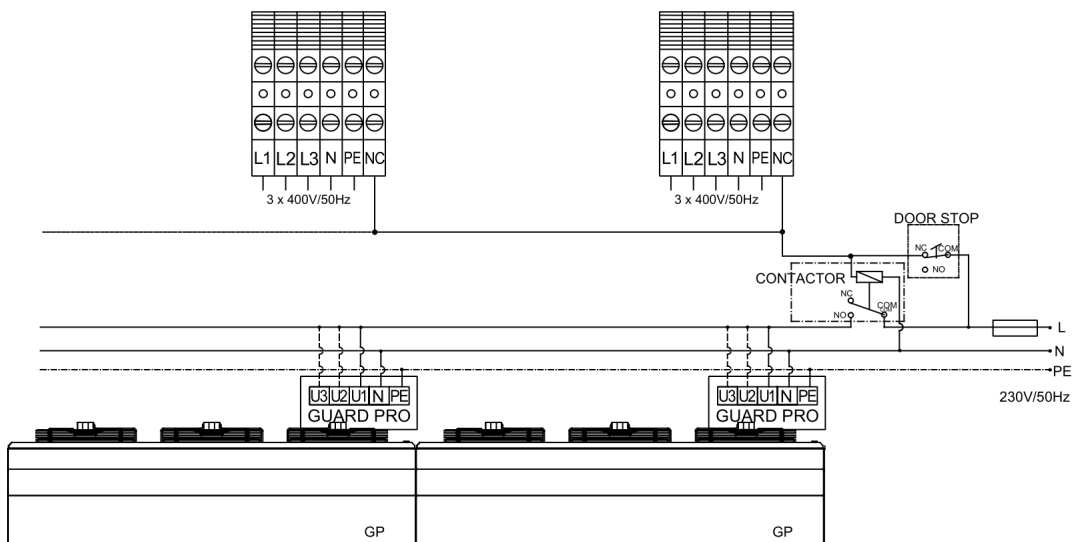 L1 L2 L3 N PE NC
3 x 400V/50Hz
L1 L2 L3 N PE NC
3 x 400V/50Hz
DOOR STOP
NC COM
NO
CONTACTOR
NC
COM
NO
L
N
PE
230V/50Hz
U3 U2 U1 N PE
GUARD PRO
U3 U2 U1 N PE
GUARD PRO
GP
GP